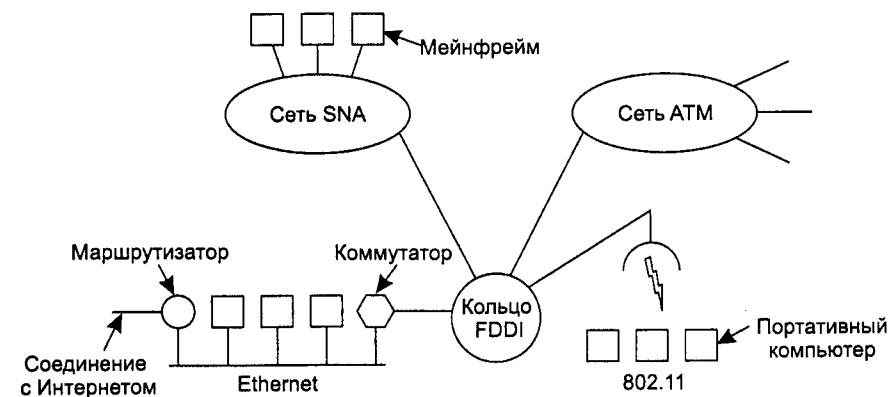 Мейнфрейм
Сеть SNA
Сеть ATM
Маршрутизатор
Коммутатор
Кольцо
FDDI
Портативный
компьютер
Соединение
с Интернетом
Ethernet
802.11